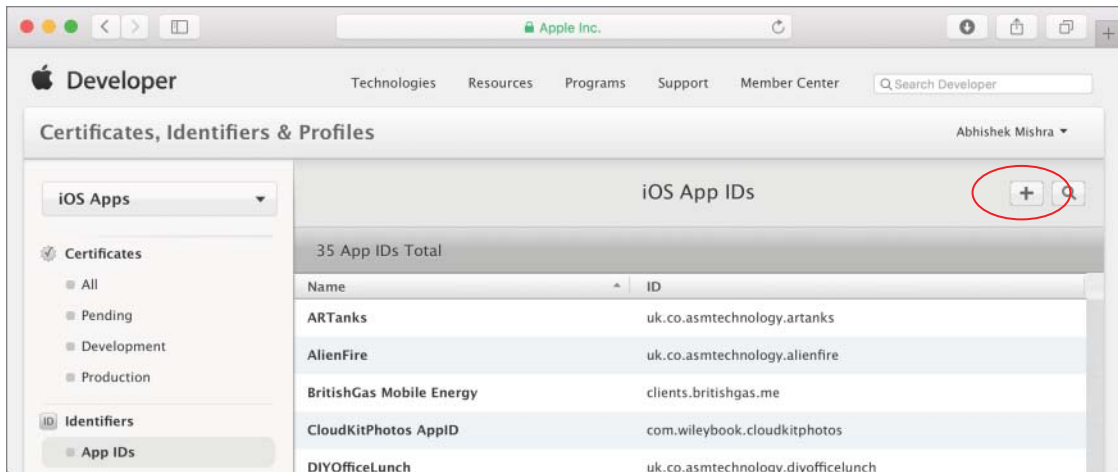 Apple Inc.
Developer
Technologies Resources Programs Support Member Center Search Developer
Certificates, Identifiers & Profiles
Abhishek Mishra
iOS Apps
iOS App IDs
35 App IDs Total
Certificates
All
Pending
Development
Production
ID Identifiers
App IDs
Name ID
ARTanks uk.co.asmtechnology.artanks
AlienFire uk.co.asmtechnology.alienfire
BritishGas Mobile Energy clients.britishgas.me
CloudKitPhotos AppID com.wileybook.cloudkitphotos
DIYOfficeLunch uk.co.asmtechnology.diyofficelunch